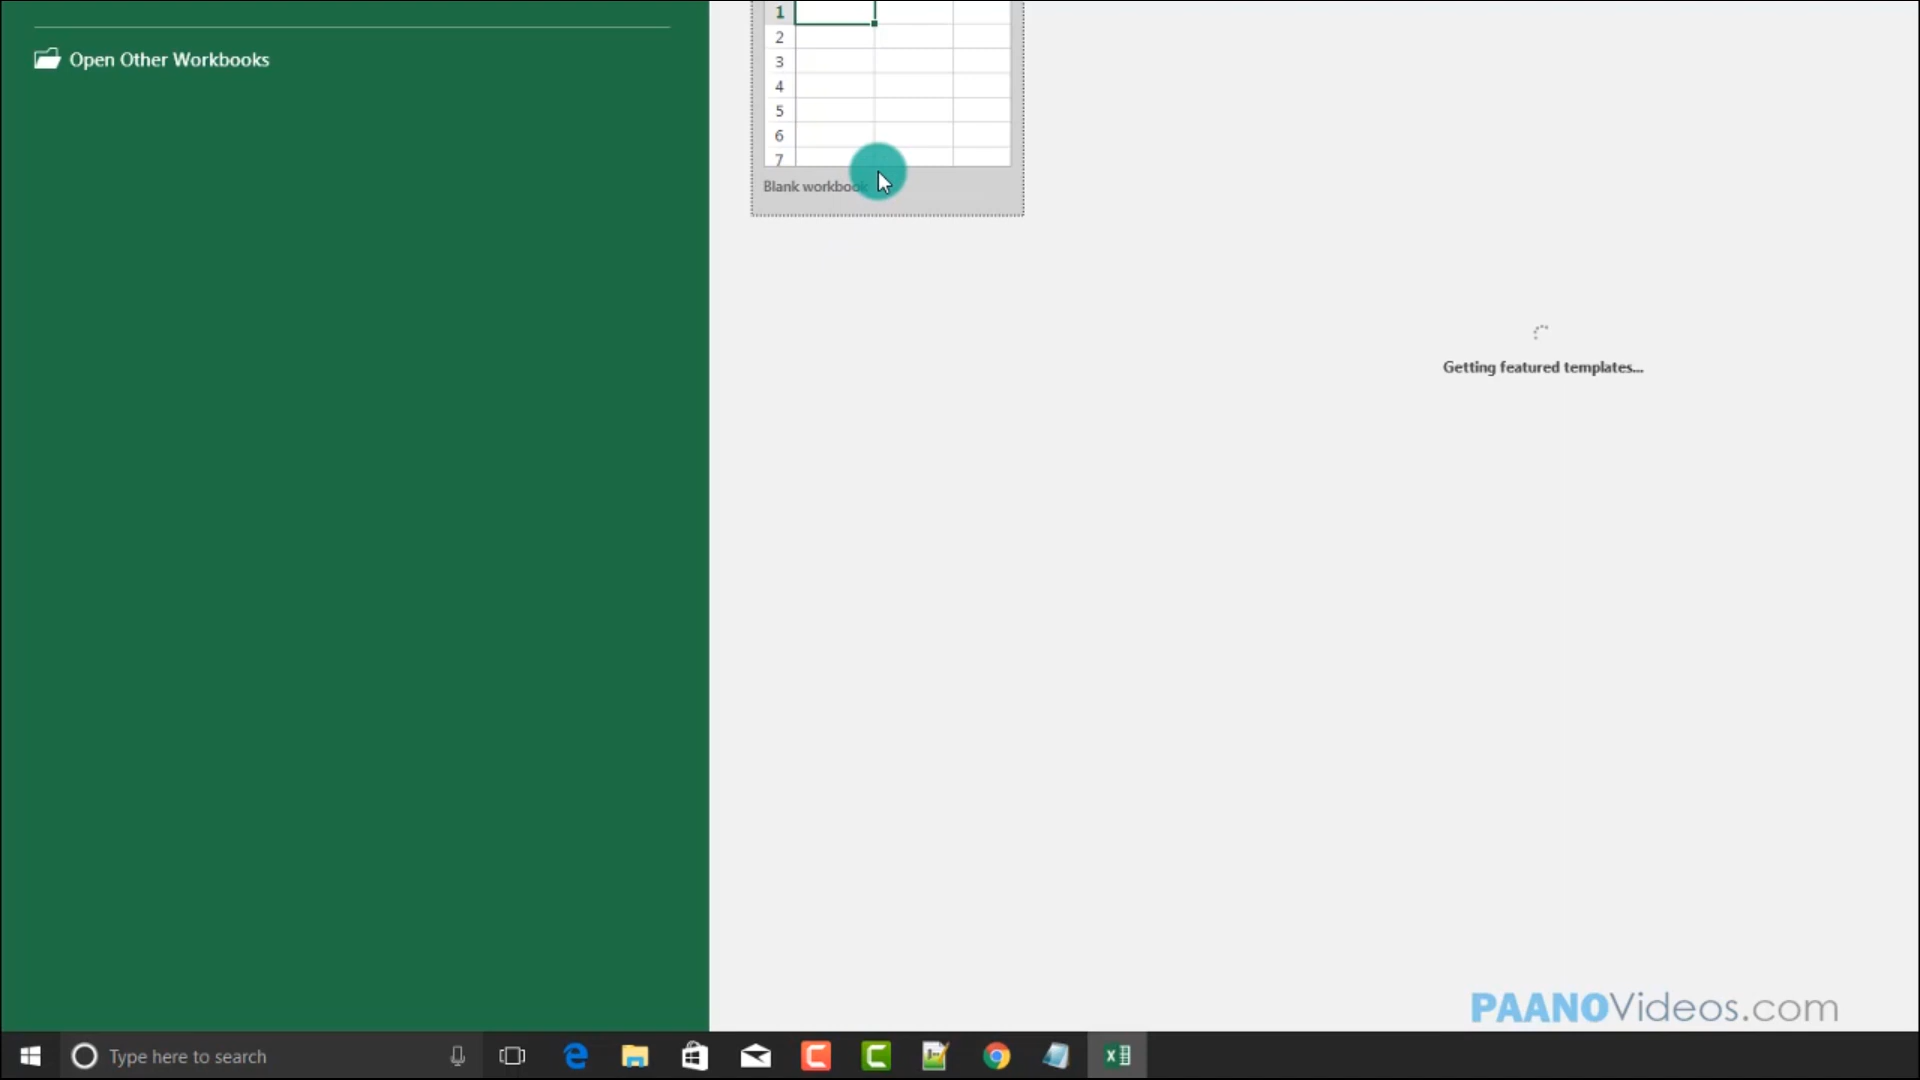 Open Other Workbooks
1
2
3
4
5
6
7
Blank workbook
Getting featured templates...
PAANOVideos.com
Type here to search